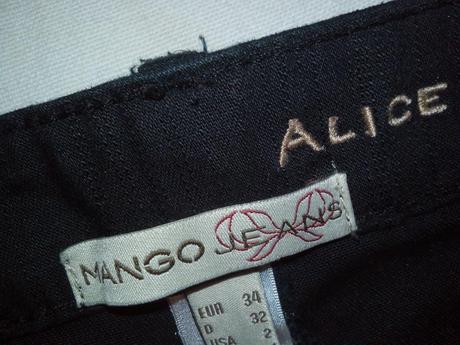 ALICE
MANGO JEANS
EUR 34
D 32
USA 2